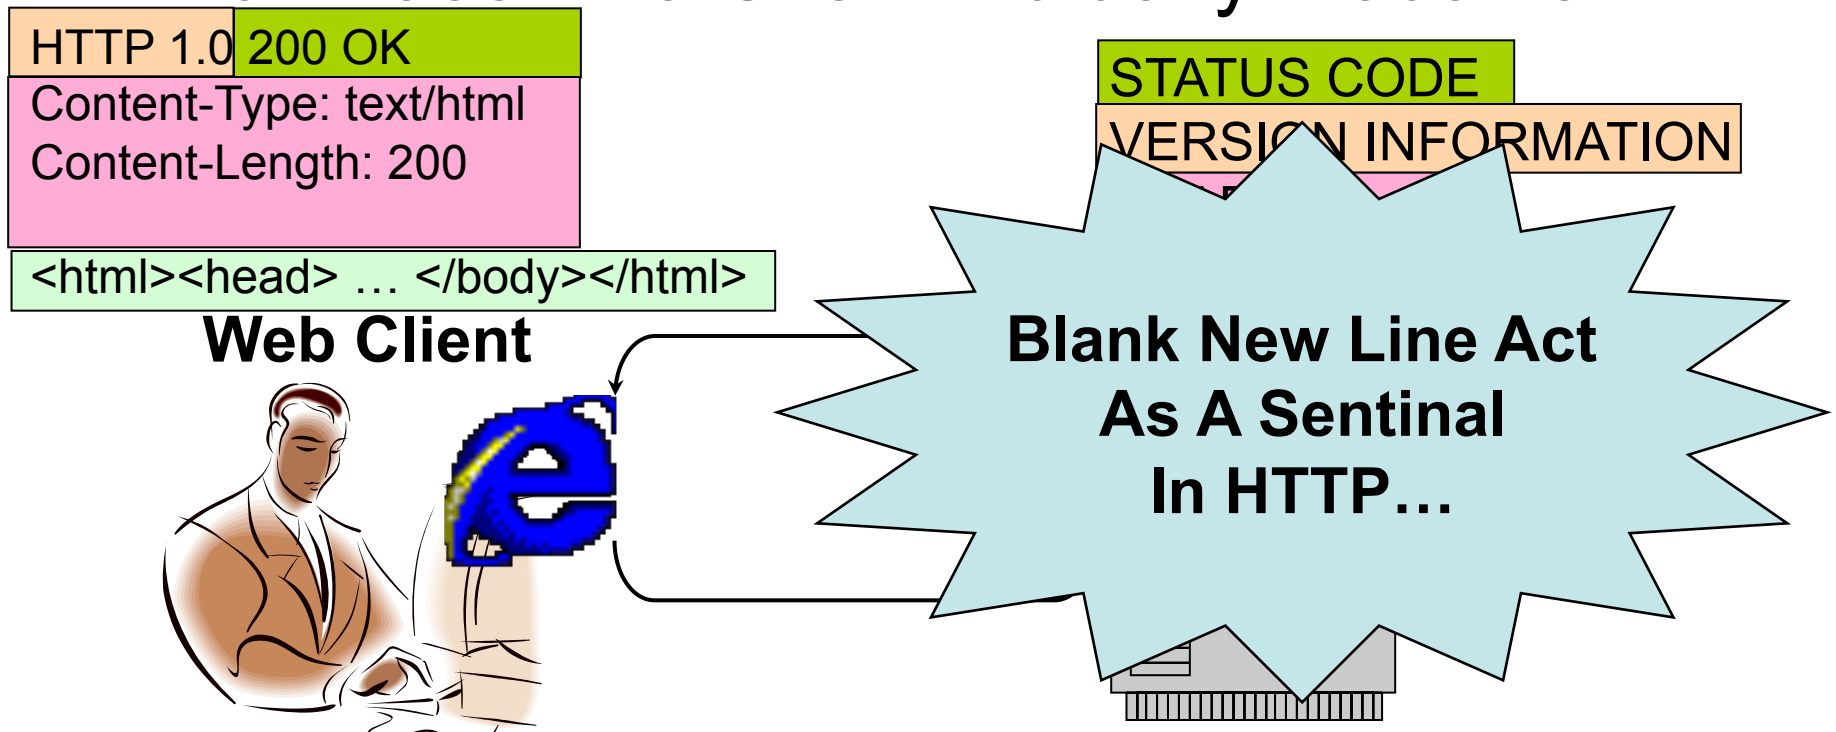 HTTP 1.0 200 OK
Content-Type: text/html
Content-Length: 200
<html><head> … </body></html>
STATUS CODE
VERSION INFORMATION
Web Client
Blank New Line Act
As A Sentinal
In HTTP…